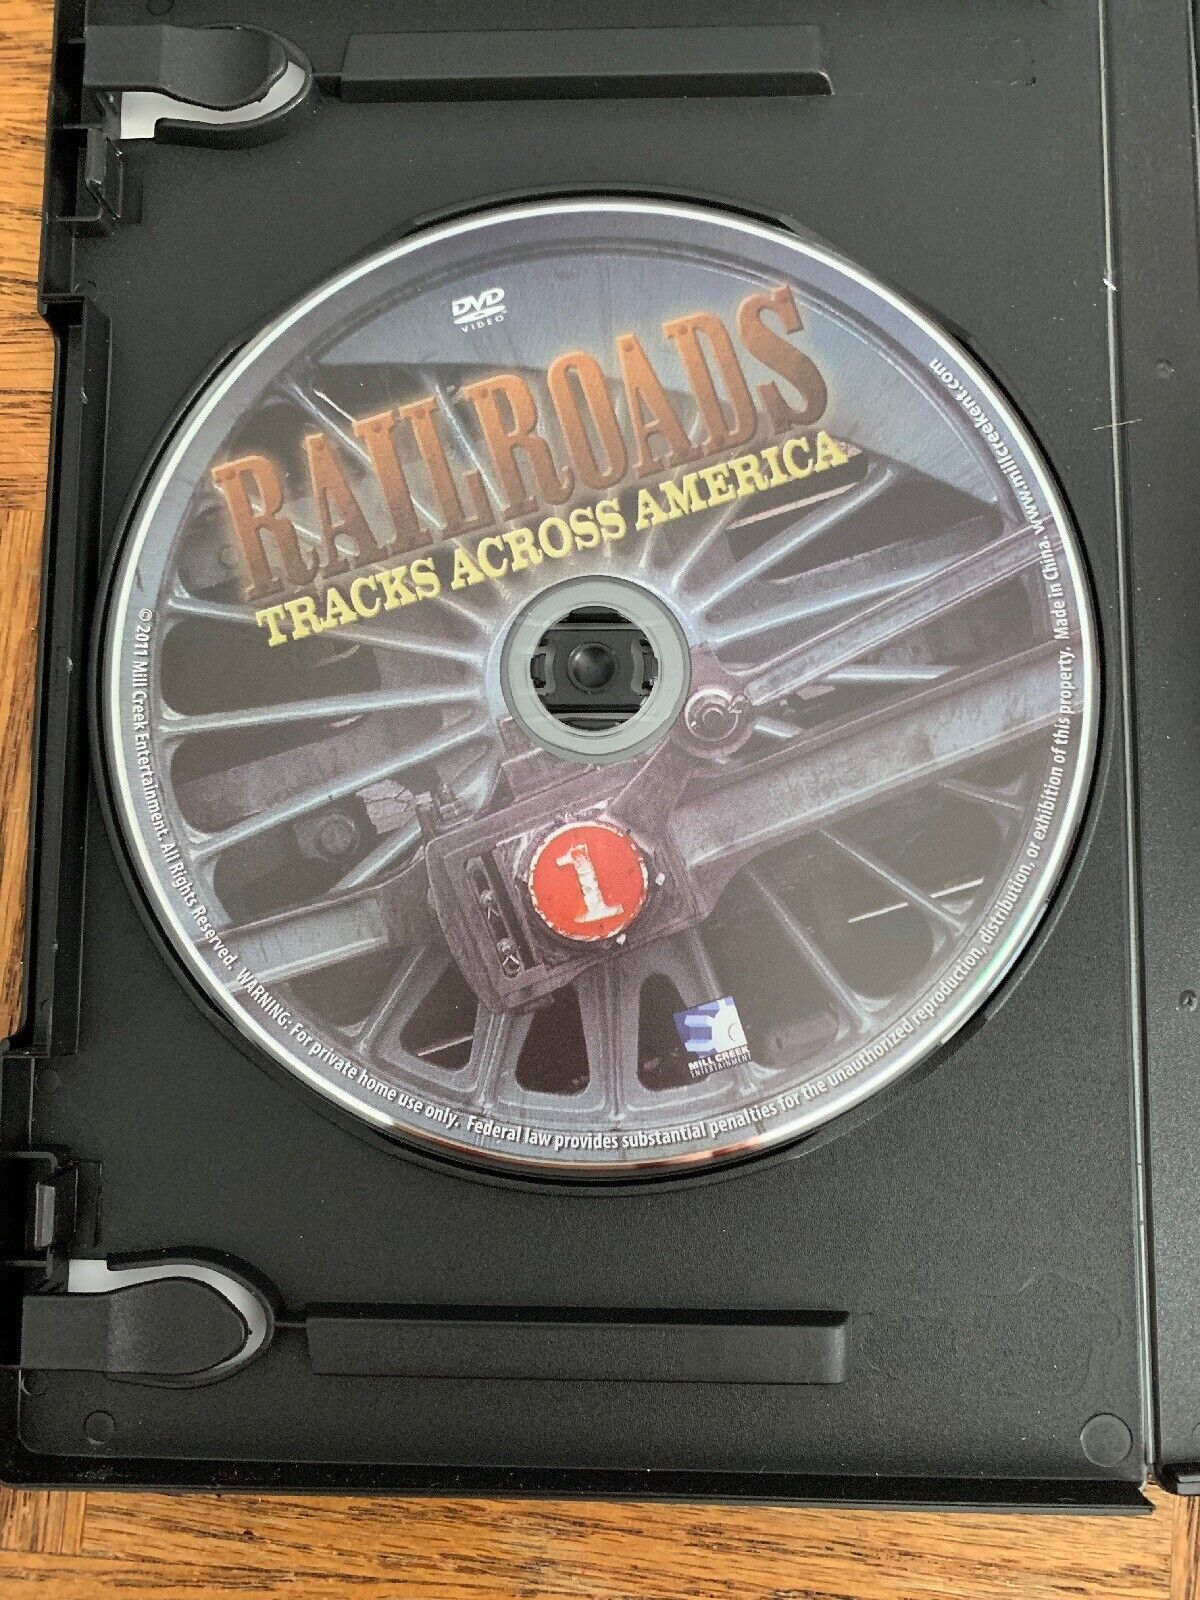 DVD
VIDEO
RAILROADS
TRACKS ACROSS AMERICA
1
MILL CREEK
ENTERTAINMENT
© 2011 Mill Creek Entertainment. All Rights Reserved. WARNING: For private home use only. Federal law provides substantial penalties for the unauthorized reproduction, distribution, or exhibition of this property. Made in China. www.millcreekent.com